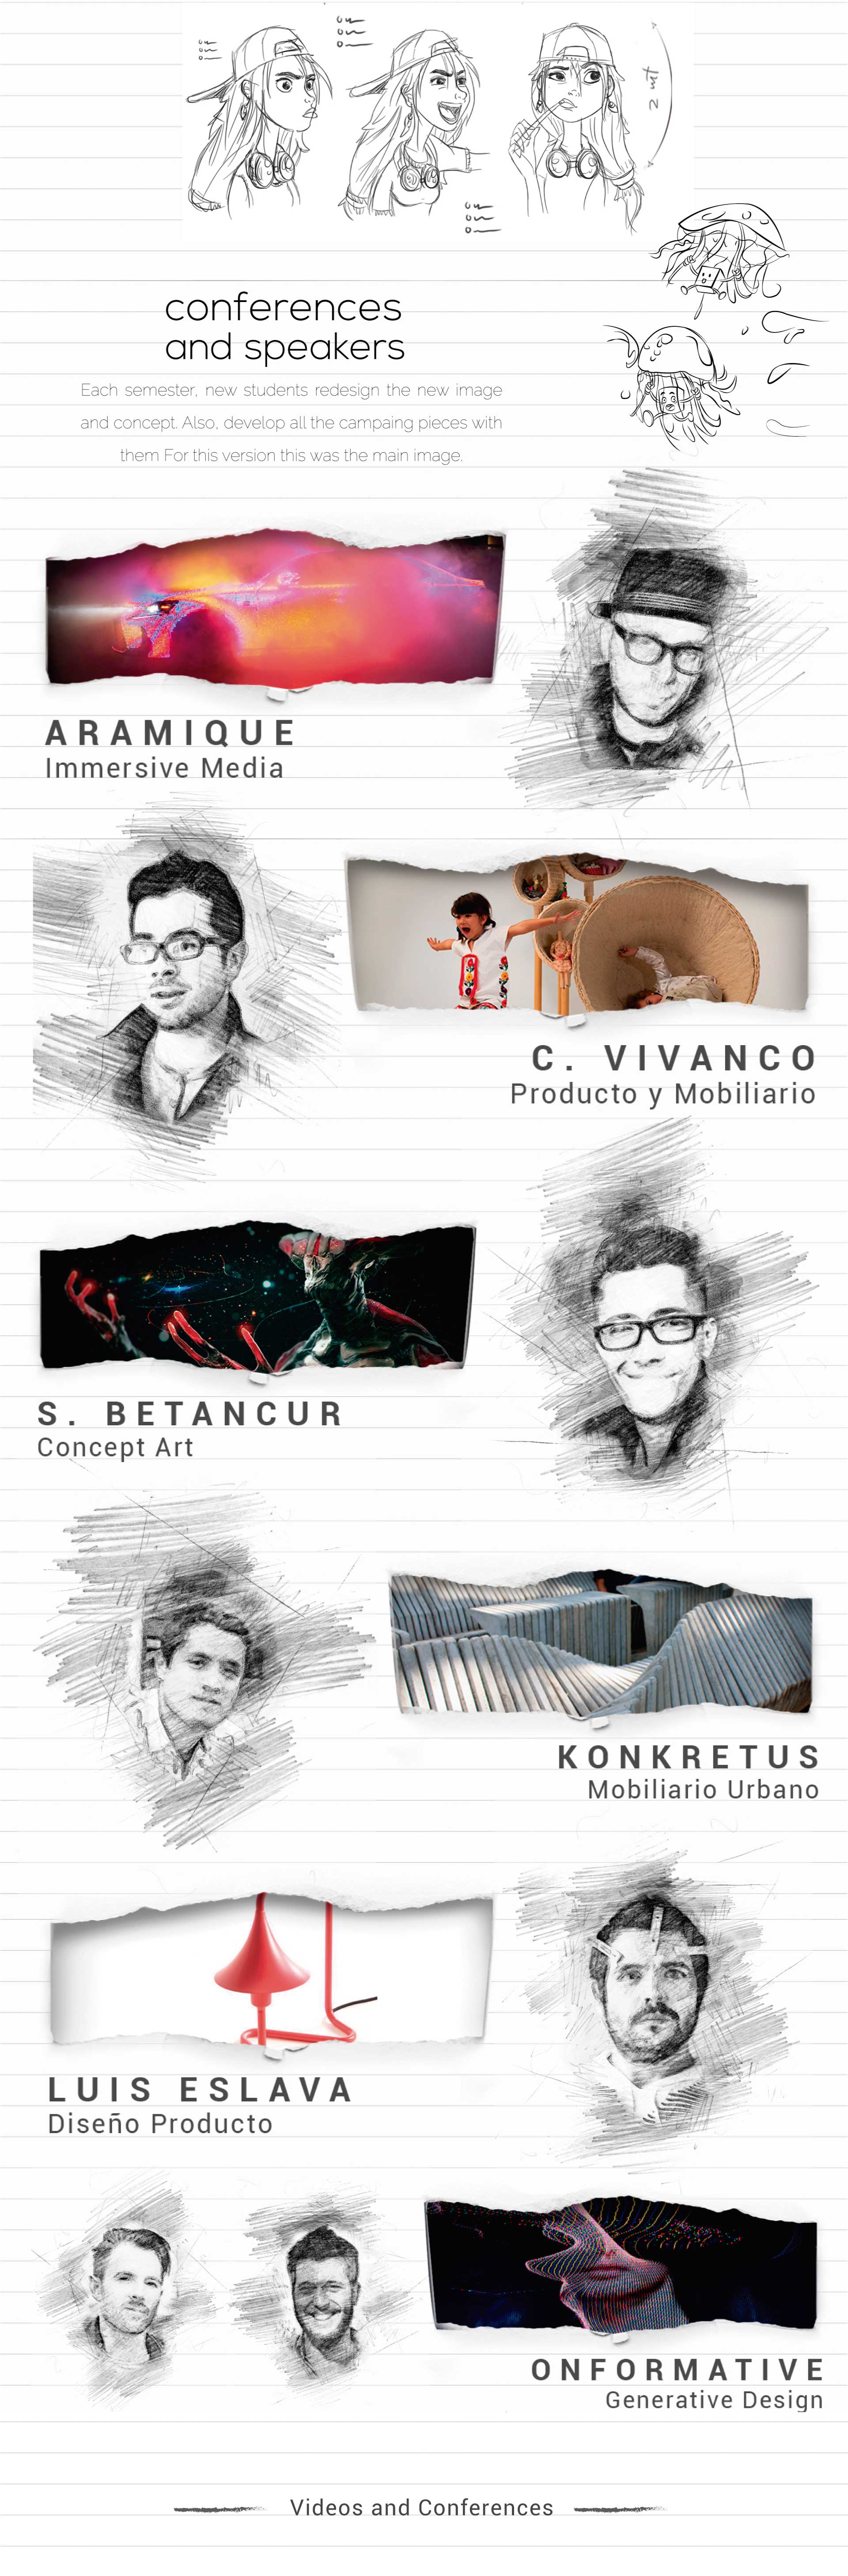 2 mt
conferences
and speakers
Each semester, new students redesign the new image
and concept. Also, develop all the campaing pieces with
them For this version this was the main image.
ARAMIQUE
Immersive Media
C. VIVANCO
Producto y Mobiliario
S. BETANCUR
Concept Art
KONKRETUS
Mobiliario Urbano
LUIS ESLAVA
Diseño Producto
ONFORMATIVE
Generative Design
Videos and Conferences